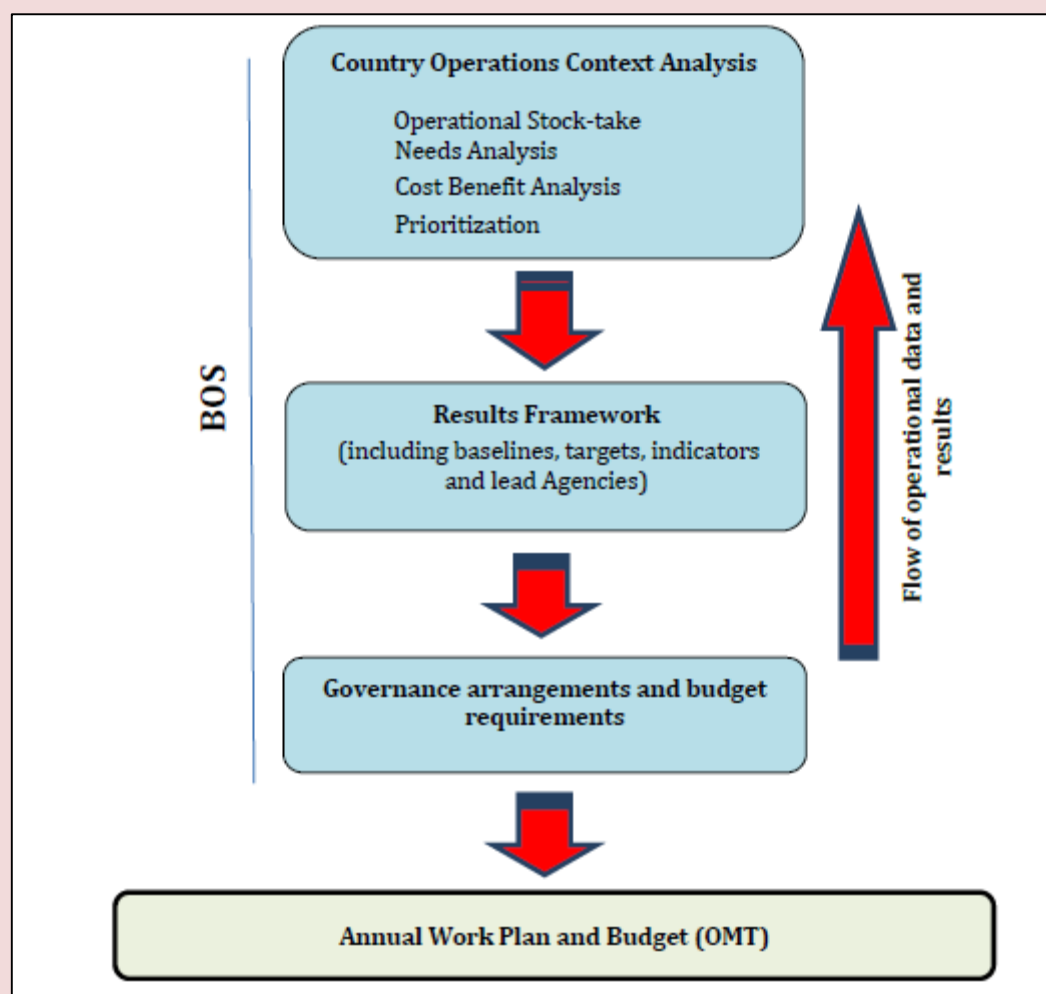 Country Operations Context Analysis
Operational Stock-take
Needs Analysis
Cost Benefit Analysis
Prioritization
BOS
Flow of operational data and
results
Results Framework
(including baselines, targets, indicators
and lead Agencies)
Governance arrangements and budget
requirements
Annual Work Plan and Budget (OMT)